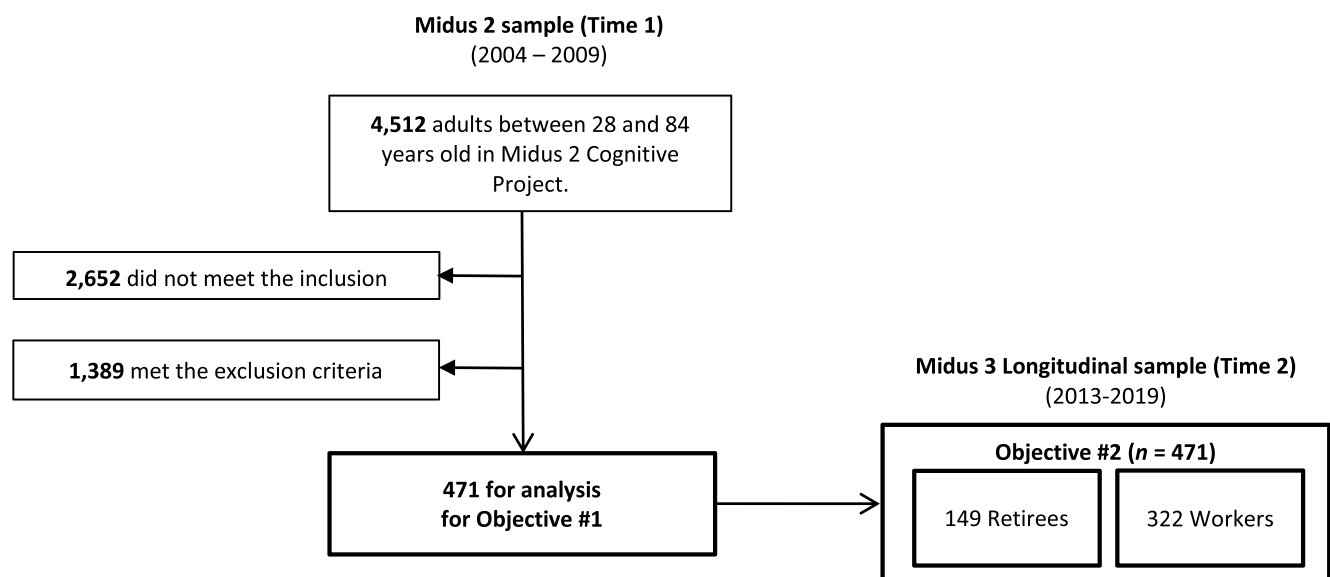 Midus 2 sample (Time 1)
(2004 – 2009)
4,512 adults between 28 and 84
years old in Midus 2 Cognitive
Project.
2,652 did not meet the inclusion
1,389 met the exclusion criteria
471 for analysis
for Objective #1
Midus 3 Longitudinal sample (Time 2)
(2013-2019)
Objective #2 (n = 471)
149 Retirees
322 Workers